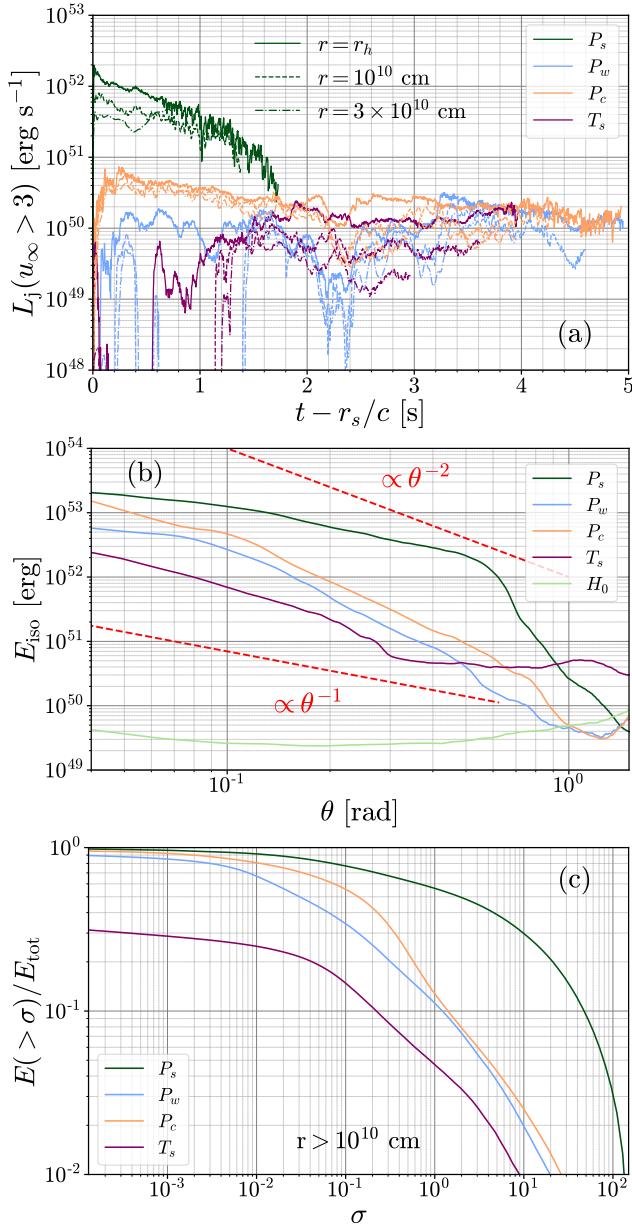 10^53
10^52
10^51
10^50
10^49
10^48
L_j(u_∞ > 3) [erg s^−1]
r = r_h
r = 10^10 cm
r = 3 × 10^10 cm
P_s
P_w
P_c
T_s
(a)
0 1 2 3 4 5
t − r_s/c [s]
10^54
10^53
10^52
10^51
10^50
10^49
E_iso [erg]
(b)
∝ θ^−2
∝ θ^−1
P_s
P_w
P_c
T_s
H_0
10^−1 10^0
θ [rad]
10^0
10^−1
10^−2
E(> σ)/E_tot
(c)
P_s
P_w
P_c
T_s
r > 10^10 cm
10^−3 10^−2 10^−1 10^0 10^1 10^2
σ